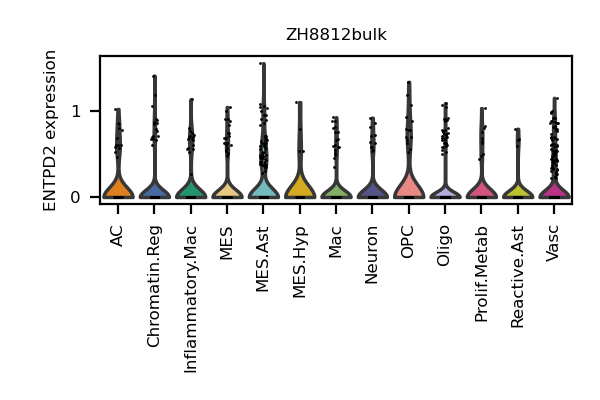 ZH8812bulk
ENTPD2 expression
1
0
AC
Chromatin.Reg
Inflammatory.Mac
MES
MES.Ast
MES.Hyp
Mac
Neuron
OPC
Oligo
Prolif.Metab
Reactive.Ast
Vasc